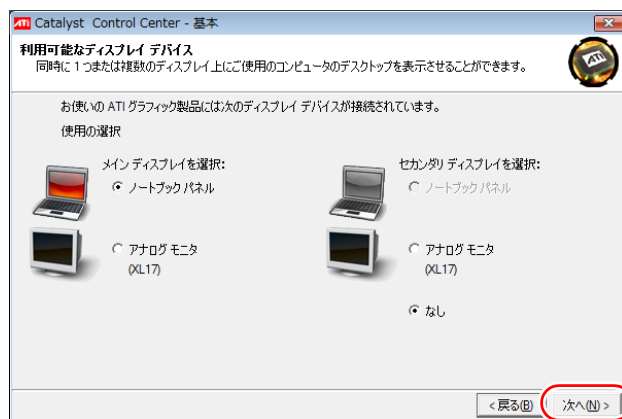 ATI Catalyst Control Center - 基本
利用可能なディスプレイ デバイス
同時に 1 つまたは複数のディスプレイ上にご使用のコンピュータのデスクトップを表示させることができます。
ATI
お使いの ATI グラフィック製品には次のディスプレイ デバイスが接続されています。
使用の選択
メイン ディスプレイを選択:
ノートブック パネル
アナログ モニタ
(XL17)
セカンダリ ディスプレイを選択:
ノートブック パネル
アナログ モニタ
(XL17)
なし
< 戻る(B)
次へ(N) >